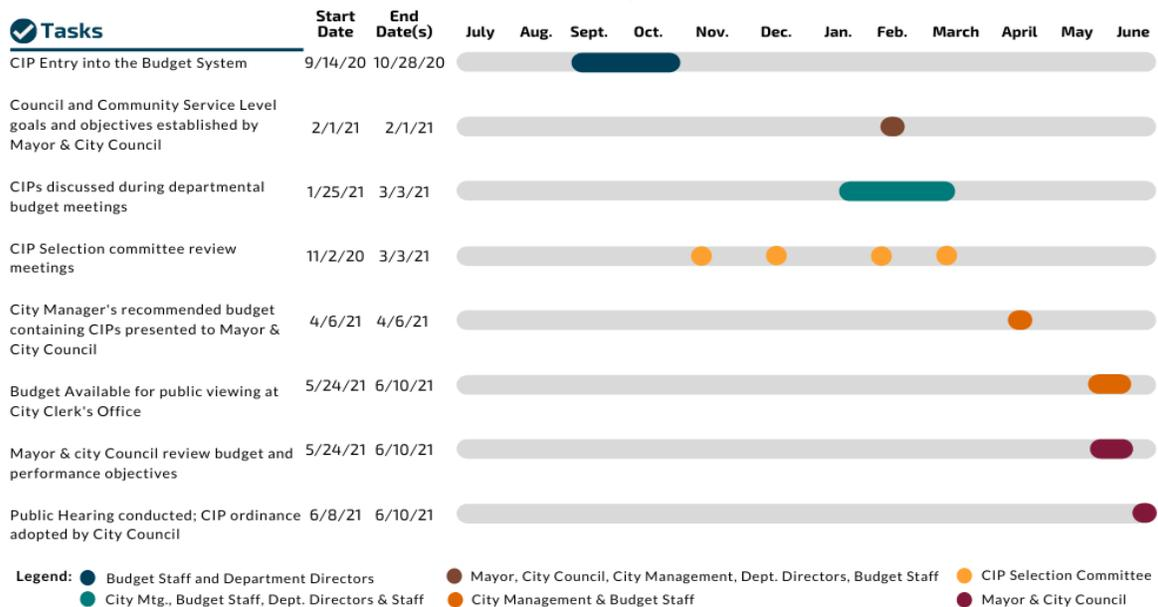 Tasks
Start Date
End Date(s)
July Aug. Sept. Oct. Nov. Dec. Jan. Feb. March April May June
CIP Entry into the Budget System 9/14/20 10/28/20
Council and Community Service Level
goals and objectives established by
Mayor & City Council
2/1/21 2/1/21
CIPs discussed during departmental
budget meetings
1/25/21 3/3/21
CIP Selection committee review
meetings
11/2/20 3/3/21
City Manager's recommended budget
containing CIPs presented to Mayor &
City Council
4/6/21 4/6/21
Budget Available for public viewing at
City Clerk's Office
5/24/21 6/10/21
Mayor & city Council review budget and
performance objectives
5/24/21 6/10/21
Public Hearing conducted; CIP ordinance
adopted by City Council
6/8/21 6/10/21
Legend:
Budget Staff and Department Directors
Mayor, City Council, City Management, Dept. Directors, Budget Staff
CIP Selection Committee
City Mtg., Budget Staff, Dept. Directors & Staff
City Management & Budget Staff
Mayor & City Council